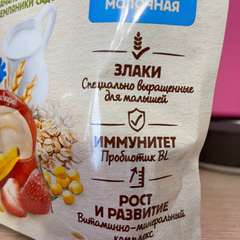 МОЛОЧНАЯ
ЗЛАКИ
Специально выращенные
для малышей
ИММУНИТЕТ
Пробиотик BL
РОСТ
И РАЗВИТИЕ
Витаминно-минеральный
комплекс